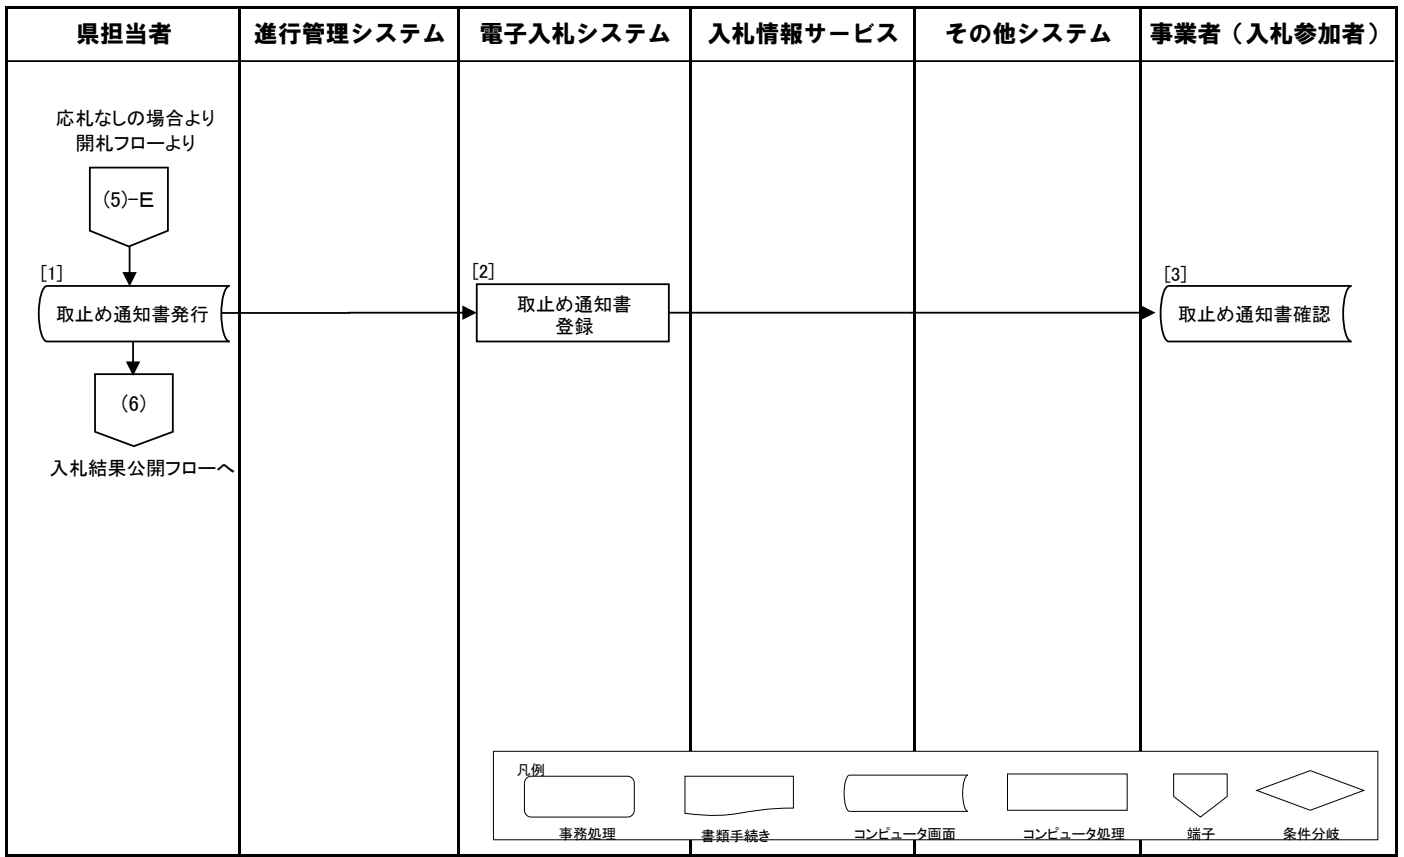 県担当者
進行管理システム
電子入札システム
入札情報サービス
その他システム
事業者（入札参加者）
応札なしの場合より
開札フローより
(5)-E
[1]
取止め通知書発行
[2]
取止め通知書
登録
[3]
取止め通知書確認
(6)
入札結果公開フローへ
凡例
事務処理
書類手続き
コンピュータ画面
コンピュータ処理
端子
条件分岐